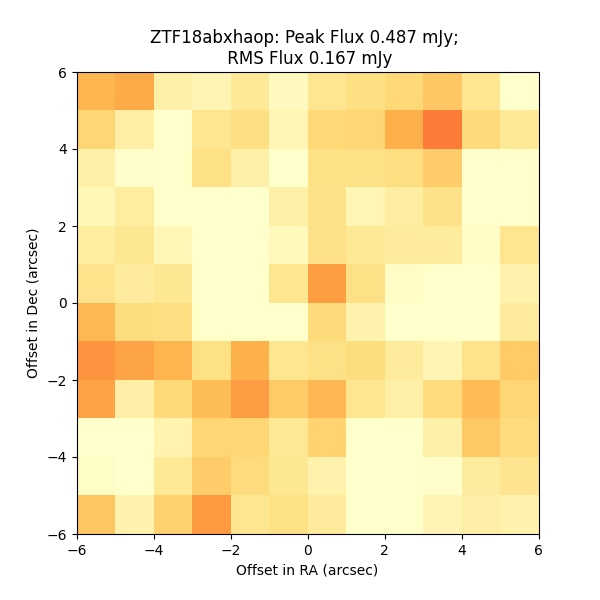 ZTF18abxhaop: Peak Flux 0.487 mJy;
RMS Flux 0.167 mJy
6
4
2
0
−2
−4
−6
Offset in Dec (arcsec)
−6 −4 −2 0 2 4 6
Offset in RA (arcsec)